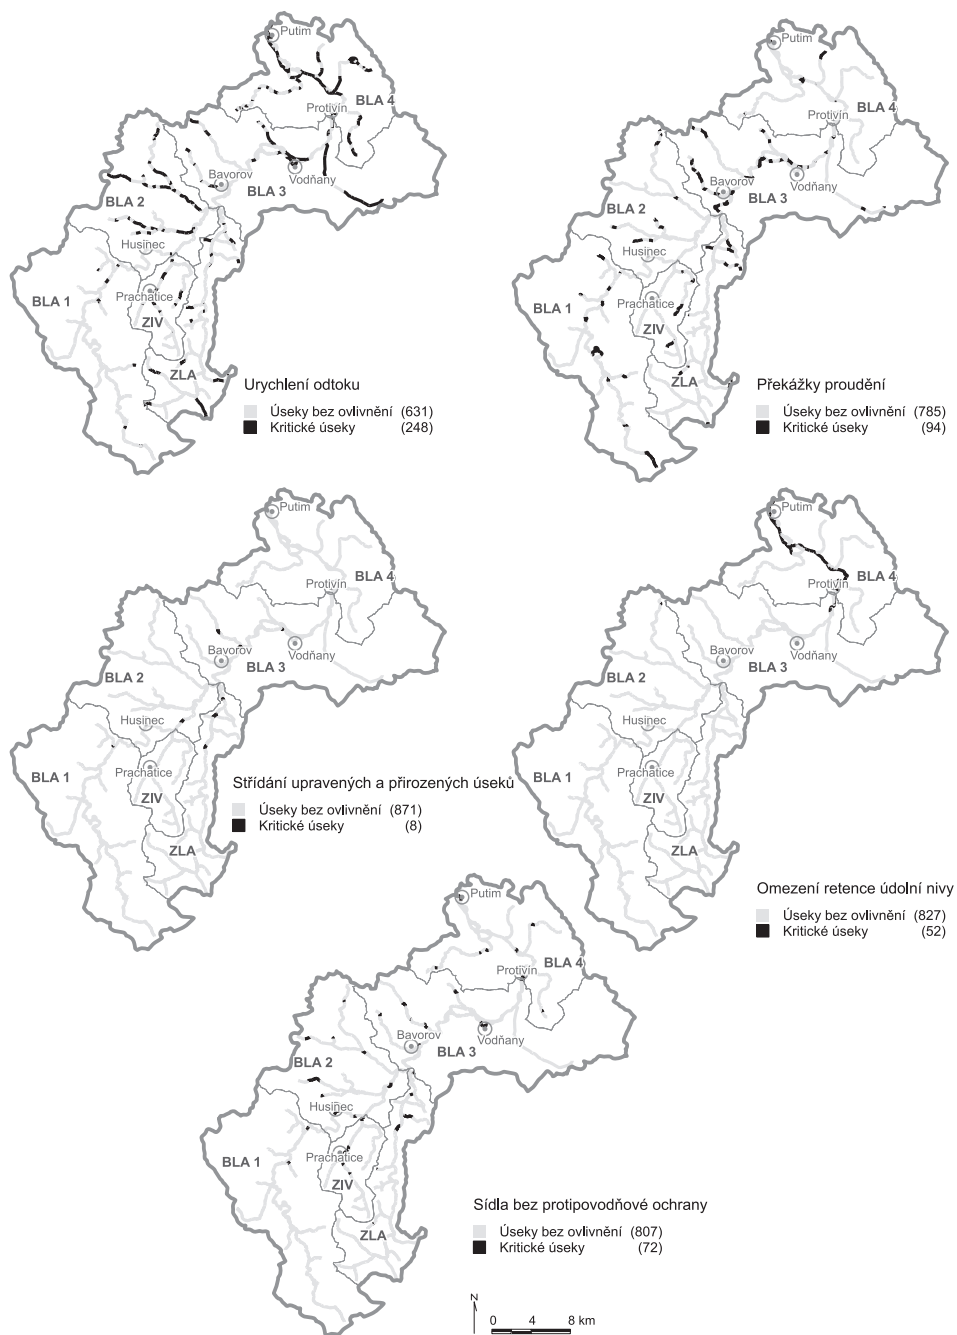 Putim
BLA 4
Protivín
Bavorov
Vodňany
BLA 3
BLA 2
Husinec
BLA 1
Prachatice
ZIV
ZLA
Urychlení odtoku
Úseky bez ovlivnění (631)
Kritické úseky (248)
Putim
BLA 4
Protivín
Bavorov
Vodňany
BLA 3
BLA 2
Husinec
BLA 1
Prachatice
ZIV
ZLA
Překážky proudění
Úseky bez ovlivnění (785)
Kritické úseky (94)
Putim
BLA 4
Protivín
Bavorov
Vodňany
BLA 3
BLA 2
Husinec
BLA 1
Prachatice
ZIV
ZLA
Střídání upravených a přirozených úseků
Úseky bez ovlivnění (871)
Kritické úseky (8)
Putim
BLA 4
Protivín
Bavorov
Vodňany
BLA 3
BLA 2
Husinec
BLA 1
Prachatice
ZIV
ZLA
Omezení retence údolní nivy
Úseky bez ovlivnění (827)
Kritické úseky (52)
Putim
BLA 4
Protivín
Bavorov
Vodňany
BLA 3
BLA 2
Husinec
BLA 1
Prachatice
ZIV
ZLA
Sídla bez protipovodňové ochrany
Úseky bez ovlivnění (807)
Kritické úseky (72)
N
0 4 8 km